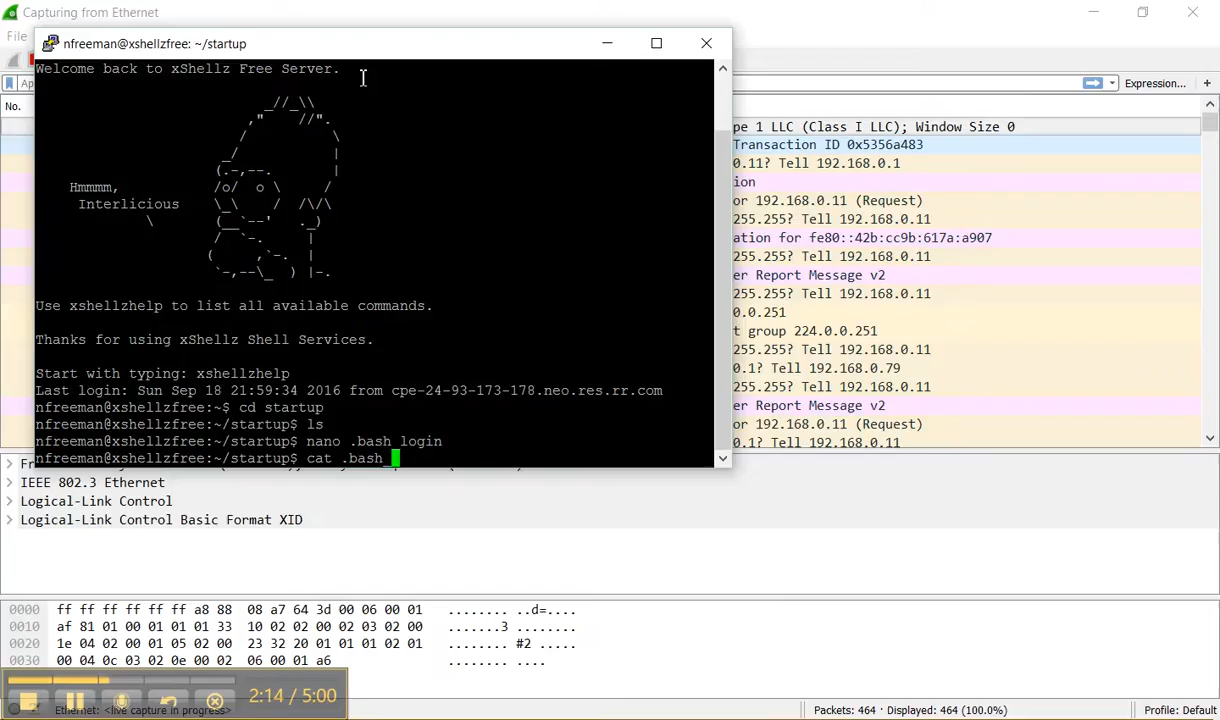 Capturing from Ethernet
File
nfreeman@xshellzfree: ~/startup
Welcome back to xShellz Free Server.
Ap
Expression...
+
No.
_//_\\
,"     //".
/          \
_/           |
(.-,--.       |
Hmmmm,           /o/  o \     /
Interlicious    \_\     /  /\/\
\       (__`--'   ._)
/  `-.     |
(     ,`-.  |
`-,--\_  ) |-.
Use xshellzhelp to list all available commands.
Thanks for using xShellz Shell Services.
Start with typing: xshellzhelp
Last login: Sun Sep 18 21:59:34 2016 from cpe-24-93-173-178.neo.res.rr.com
nfreeman@xshellzfree:~$ cd startup
nfreeman@xshellzfree:~/startup$ ls
nfreeman@xshellzfree:~/startup$ nano .bash_login
nfreeman@xshellzfree:~/startup$ cat .bash_
pe 1 LLC (Class I LLC); Window Size 0
Transaction ID 0x5356a483
0.11? Tell 192.168.0.1
ion
or 192.168.0.11 (Request)
255.255? Tell 192.168.0.11
ation for fe80::42b:cc9b:617a:a907
255.255? Tell 192.168.0.11
er Report Message v2
255.255? Tell 192.168.0.11
0.0.251
t group 224.0.0.251
255.255? Tell 192.168.0.11
0.1? Tell 192.168.0.79
255.255? Tell 192.168.0.11
er Report Message v2
or 192.168.0.11 (Request)
255.255? Tell 192.168.0.11
> Fr
> IEEE 802.3 Ethernet
> Logical-Link Control
> Logical-Link Control Basic Format XID
0000 ff ff ff ff ff ff a8 88 08 a7 64 3d 00 06 00 01 ........ ..d=....
0010 af 81 01 00 01 01 01 33 10 02 02 00 02 03 02 00 .......3 ........
0020 1e 04 02 00 01 05 02 00 23 32 20 01 01 01 02 01 ........ #2 .....
0030 00 04 0c 03 02 0e 00 02 06 00 01 a6 ........ ....
2:14 / 5:00
Ethernet: <live capture in progress>
Packets: 464 · Displayed: 464 (100.0%)
Profile: Default